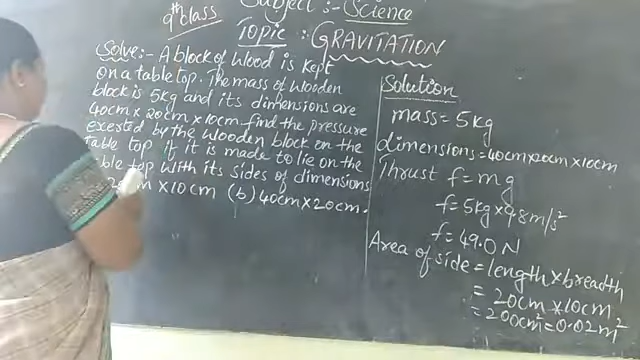 9th class
Subject :- Science
Topic : GRAVITATION
Solve:- A block of wood is kept
on a table top. The mass of wooden
block is 5kg and its dimensions are
40cm x 20cm x 10cm find the pressure
exerted by the wooden block on the
table top if it is made to lie on the
table top with its sides of dimensions
20cm x 10cm (b) 40cm x 20cm.
Solution
mass = 5kg
dimensions = 40cm x 20cm x 10cm
Thrust f = m g
f = 5kg x 9.8 m/s²
f = 49.0 N
Area of side = length x breadth
= 20cm x 10cm
= 200cm² = 0.02 m²